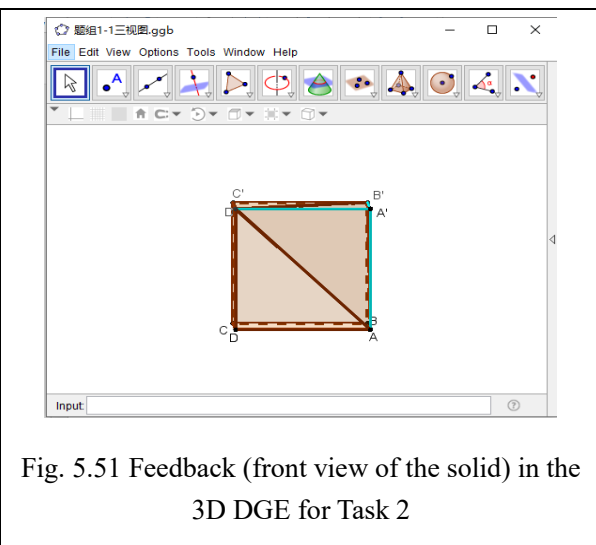 题组1-1三视图.ggb
File Edit View Options Tools Window Help
A
α
C'
B'
D
A'
C
B
D
A
Input:
Fig. 5.51 Feedback (front view of the solid) in the
3D DGE for Task 2